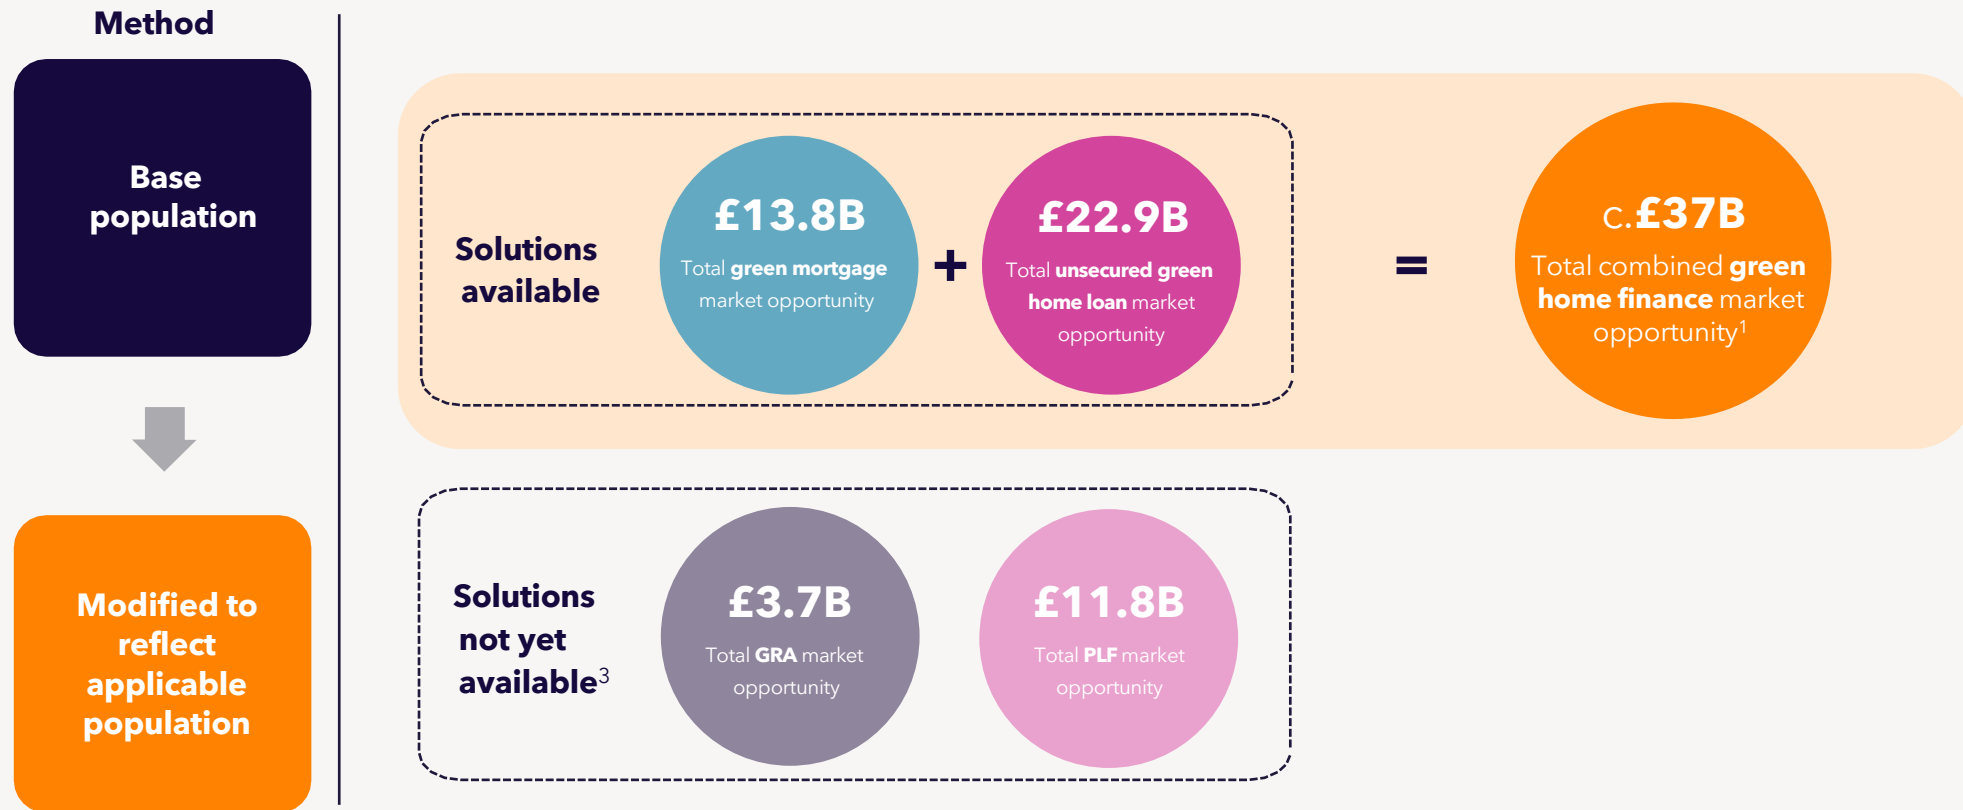 Method
Base
population
Modified to
reflect
applicable
population
Solutions
available
£13.8B
Total green mortgage
market opportunity
+
£22.9B
Total unsecured green
home loan market
opportunity
=
c.£37B
Total combined green
home finance market
opportunity¹
Solutions
not yet
available³
£3.7B
Total GRA market
opportunity
£11.8B
Total PLF market
opportunity